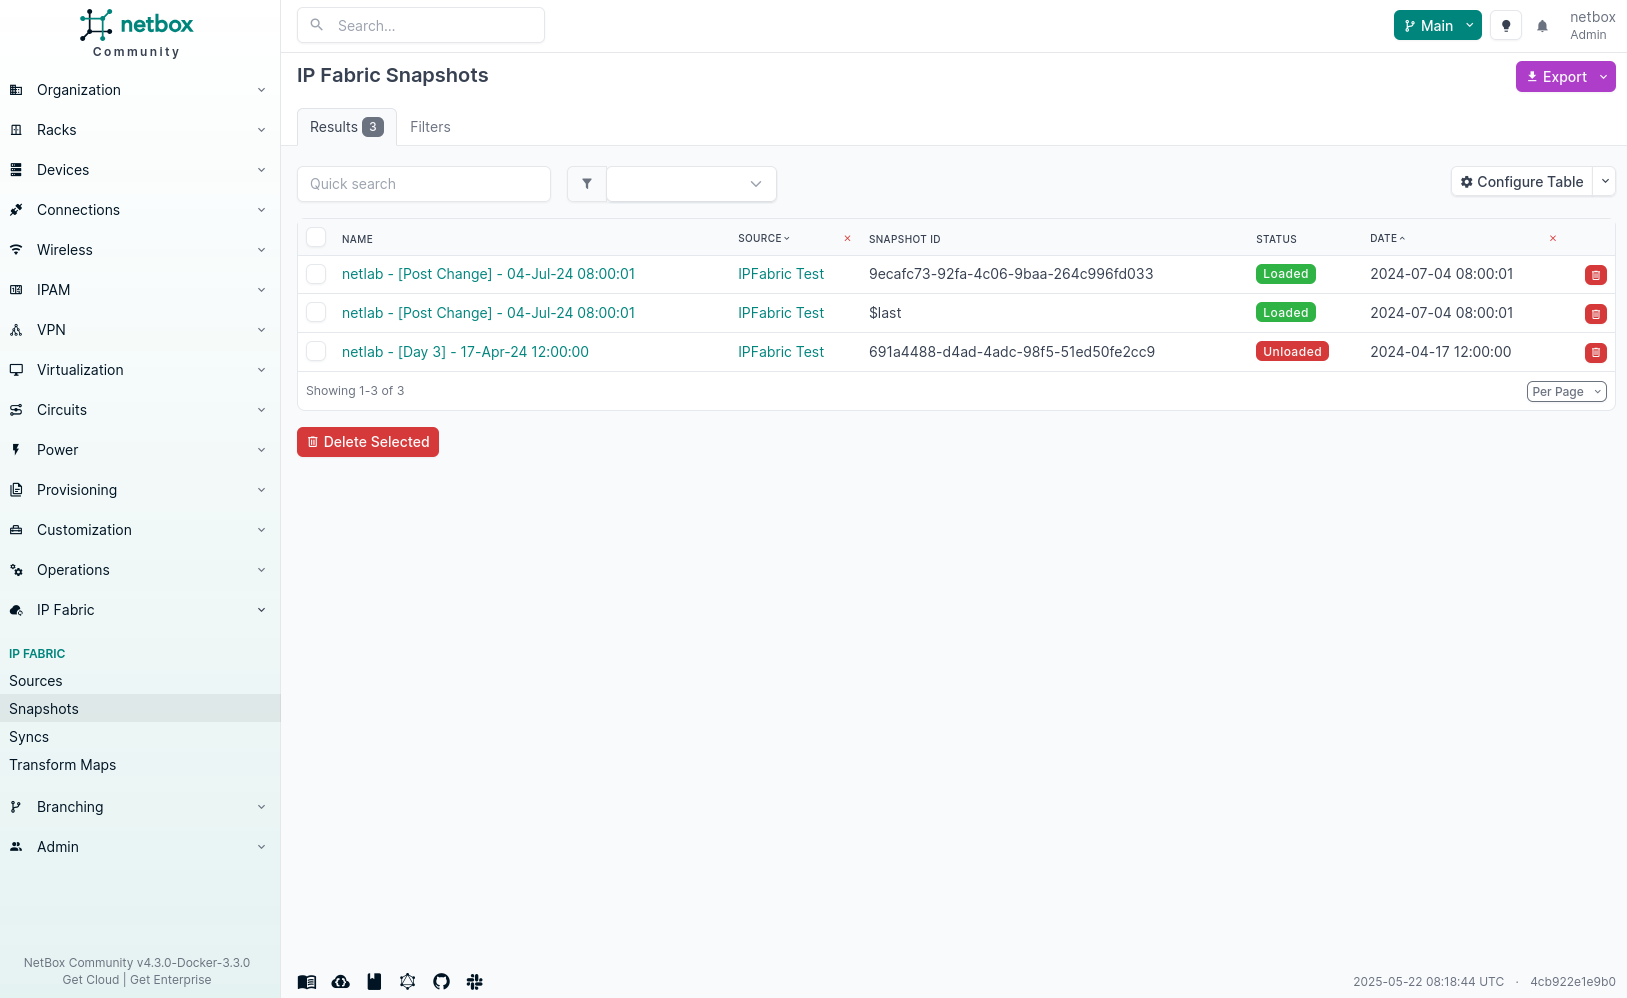 netbox
Community
Search...
Main
netbox
Admin
Organization
Racks
Devices
Connections
Wireless
IPAM
VPN
Virtualization
Circuits
Power
Provisioning
Customization
Operations
IP Fabric
IP FABRIC
Sources
Snapshots
Syncs
Transform Maps
Branching
Admin
NetBox Community v4.3.0-Docker-3.3.0
Get Cloud | Get Enterprise
IP Fabric Snapshots
Export
Results 3 Filters
Quick search
Configure Table
NAME SOURCE SNAPSHOT ID STATUS DATE
netlab - [Post Change] - 04-Jul-24 08:00:01 IPFabric Test 9ecafc73-92fa-4c06-9baa-264c996fd033 Loaded 2024-07-04 08:00:01
netlab - [Post Change] - 04-Jul-24 08:00:01 IPFabric Test $last Loaded 2024-07-04 08:00:01
netlab - [Day 3] - 17-Apr-24 12:00:00 IPFabric Test 691a4488-d4ad-4adc-98f5-51ed50fe2cc9 Unloaded 2024-04-17 12:00:00
Showing 1-3 of 3 Per Page
Delete Selected
2025-05-22 08:18:44 UTC · 4cb922e1e9b0